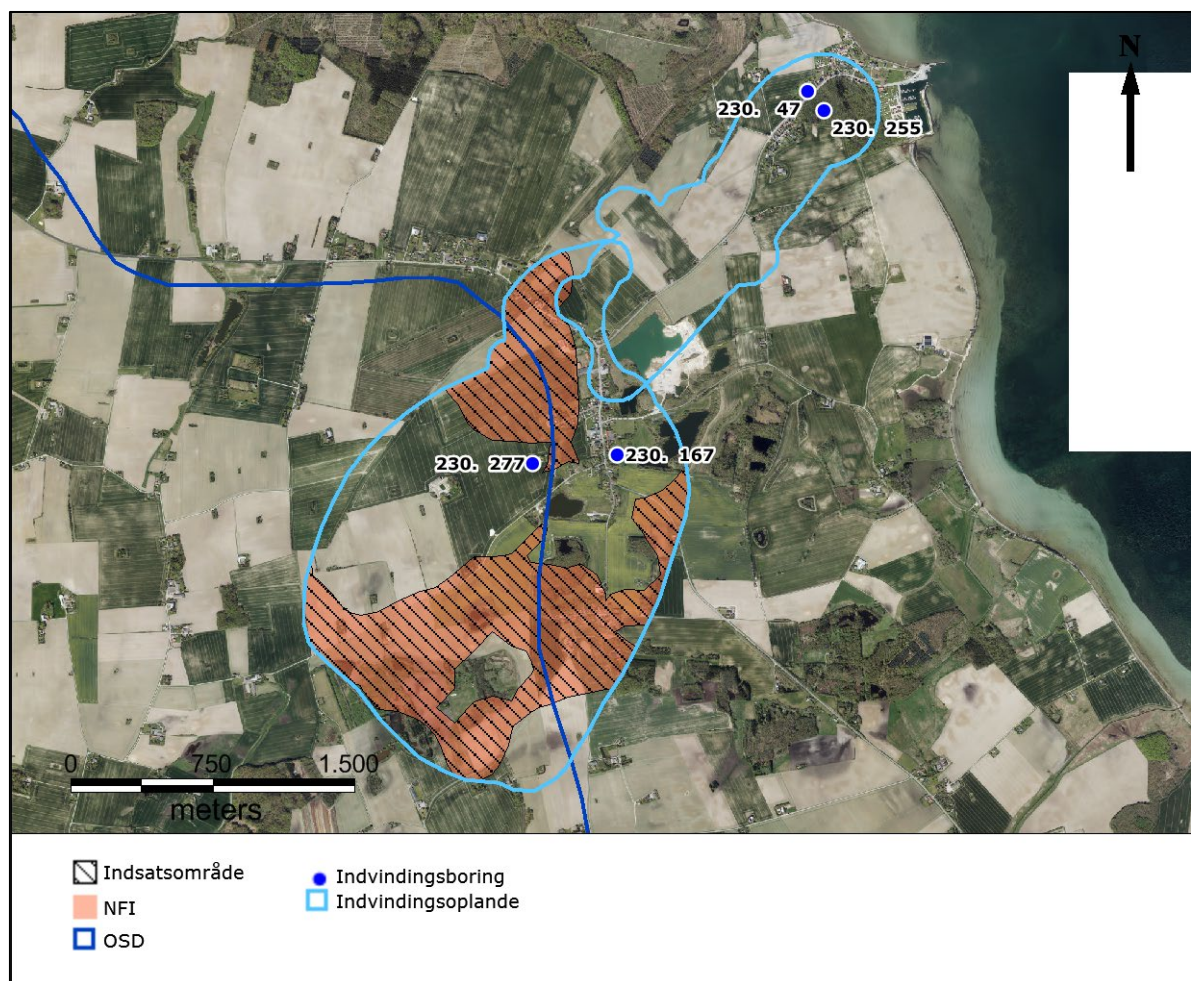 N
230. 47
230. 255
230. 277
230. 167
0 750 1.500
meters
Indsatsområde
NFI
OSD
Indvindingsboring
Indvindingsoplande